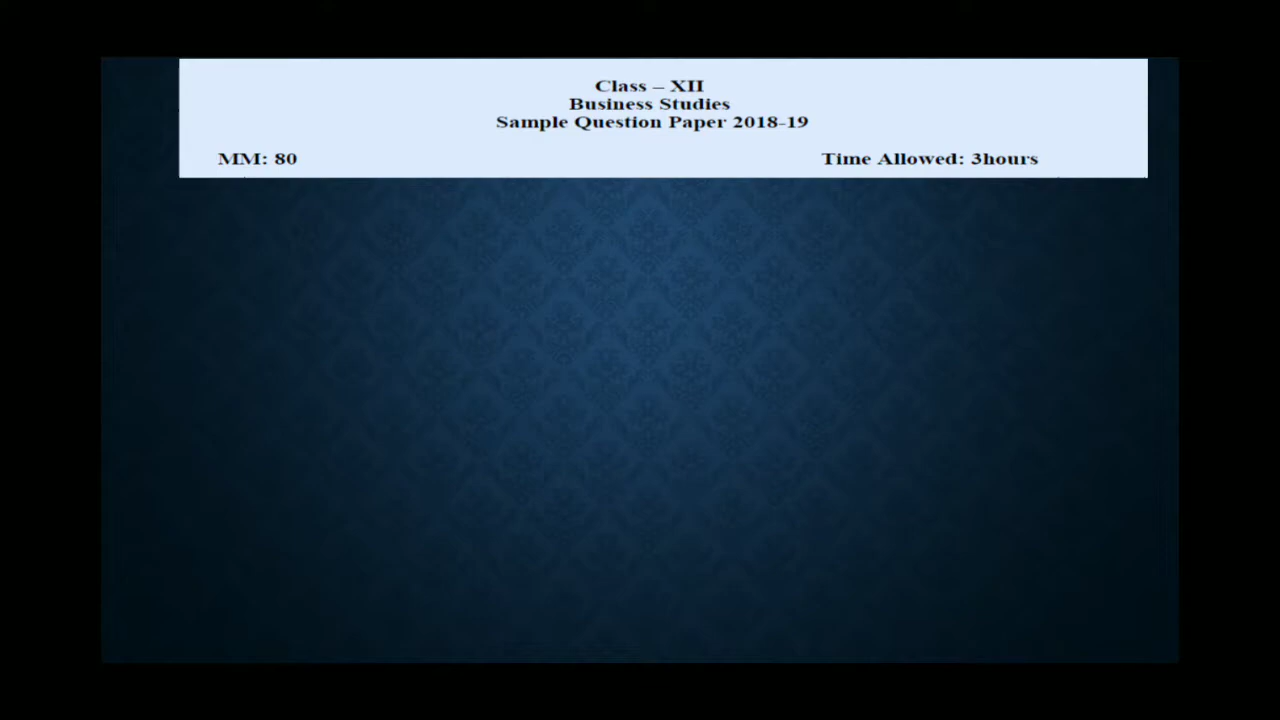 Class – XII
Business Studies
Sample Question Paper 2018-19
MM: 80 Time Allowed: 3hours